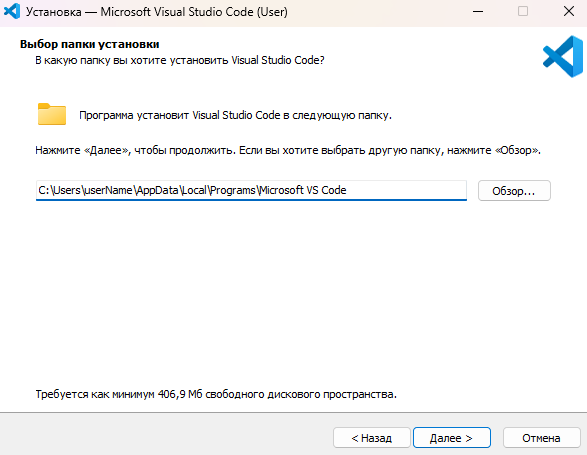 Установка — Microsoft Visual Studio Code (User)
Выбор папки установки
В какую папку вы хотите установить Visual Studio Code?
Программа установит Visual Studio Code в следующую папку.
Нажмите «Далее», чтобы продолжить. Если вы хотите выбрать другую папку, нажмите «Обзор».
C:\Users\userName\AppData\Local\Programs\Microsoft VS Code
Обзор...
Требуется как минимум 406,9 Мб свободного дискового пространства.
< Назад
Далее >
Отмена